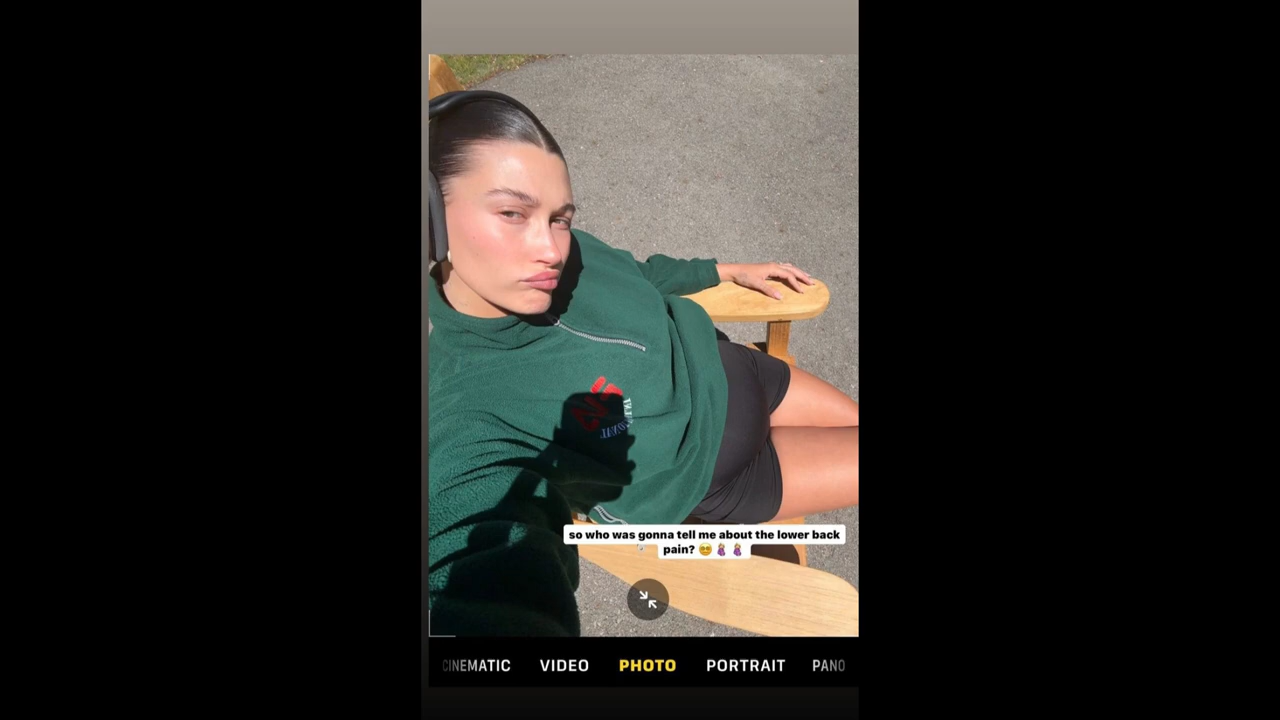 so who was gonna tell me about the lower back
pain? 😵‍💫 🤰 🤰
CINEMATIC VIDEO PHOTO PORTRAIT PANO